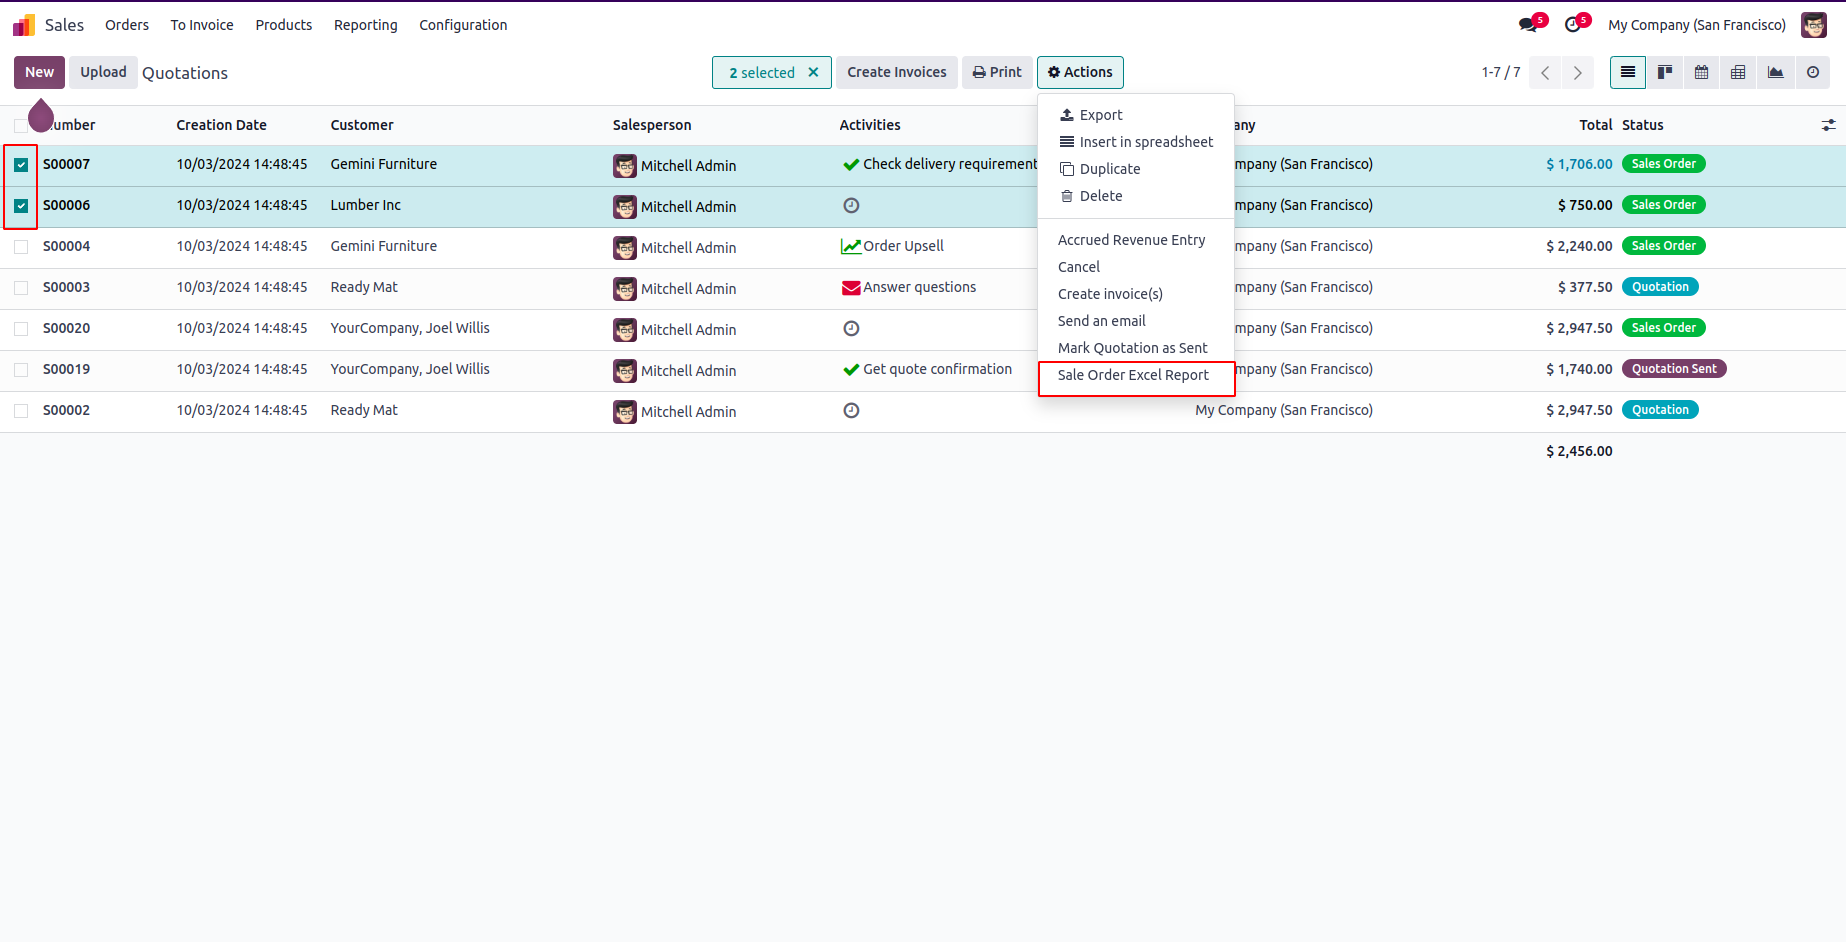 Sales Orders To Invoice Products Reporting Configuration 5 5 My Company (San Francisco)
New Upload Quotations 2 selected Create Invoices Print Actions 1-7 / 7
umber Creation Date Customer Salesperson Activities any Total Status
Export
Insert in spreadsheet
Duplicate
Delete
Accrued Revenue Entry
Cancel
Create invoice(s)
Send an email
Mark Quotation as Sent
Sale Order Excel Report
S00007 10/03/2024 14:48:45 Gemini Furniture Mitchell Admin Check delivery requirement ompany (San Francisco) $ 1,706.00 Sales Order
S00006 10/03/2024 14:48:45 Lumber Inc Mitchell Admin ompany (San Francisco) $ 750.00 Sales Order
S00004 10/03/2024 14:48:45 Gemini Furniture Mitchell Admin Order Upsell mpany (San Francisco) $ 2,240.00 Sales Order
S00003 10/03/2024 14:48:45 Ready Mat Mitchell Admin Answer questions mpany (San Francisco) $ 377.50 Quotation
S00020 10/03/2024 14:48:45 YourCompany, Joel Willis Mitchell Admin mpany (San Francisco) $ 2,947.50 Sales Order
S00019 10/03/2024 14:48:45 YourCompany, Joel Willis Mitchell Admin Get quote confirmation mpany (San Francisco) $ 1,740.00 Quotation Sent
S00002 10/03/2024 14:48:45 Ready Mat Mitchell Admin My Company (San Francisco) $ 2,947.50 Quotation
$ 2,456.00